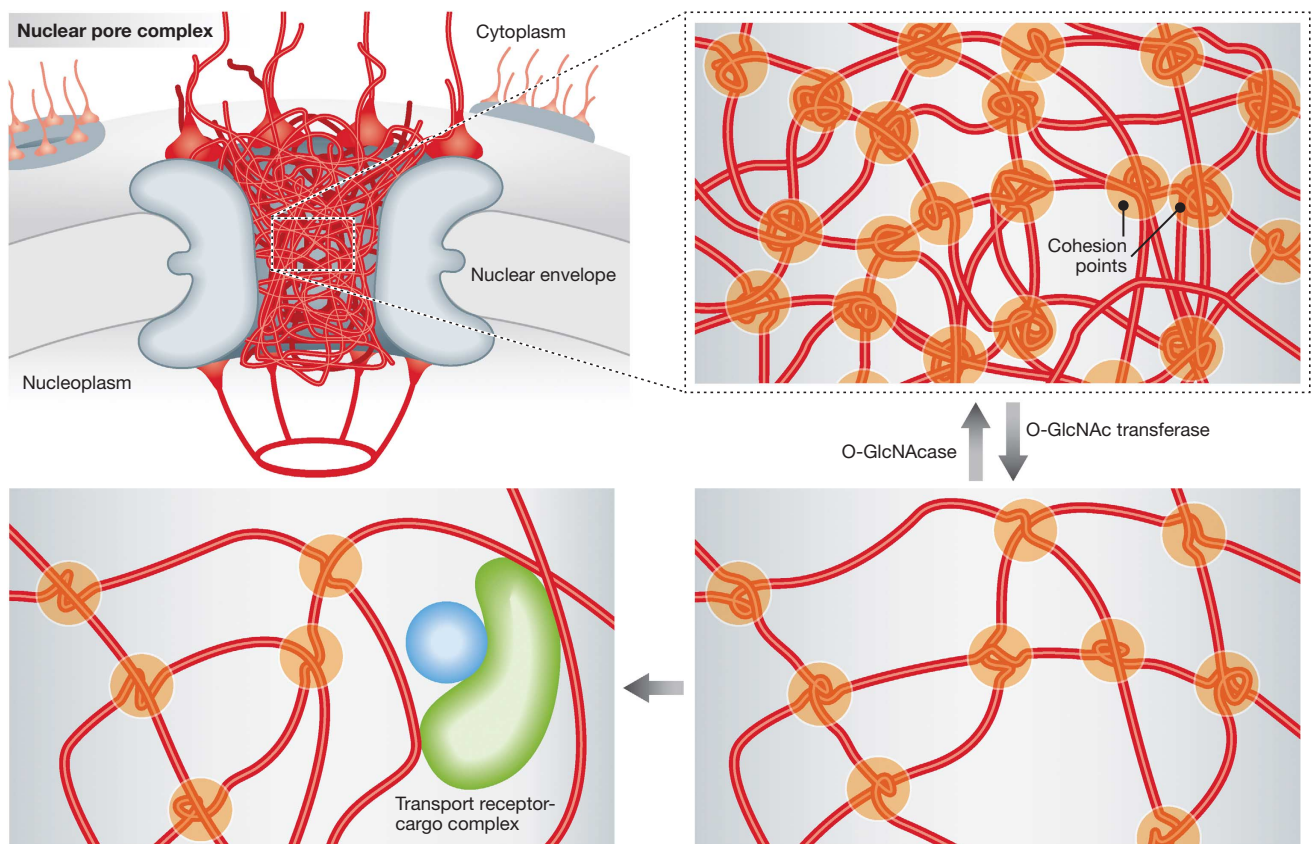 Nuclear pore complex
Cytoplasm
Nuclear envelope
Nucleoplasm
Cohesion
points
O-GlcNAcase
O-GlcNAc transferase
Transport receptor-
cargo complex